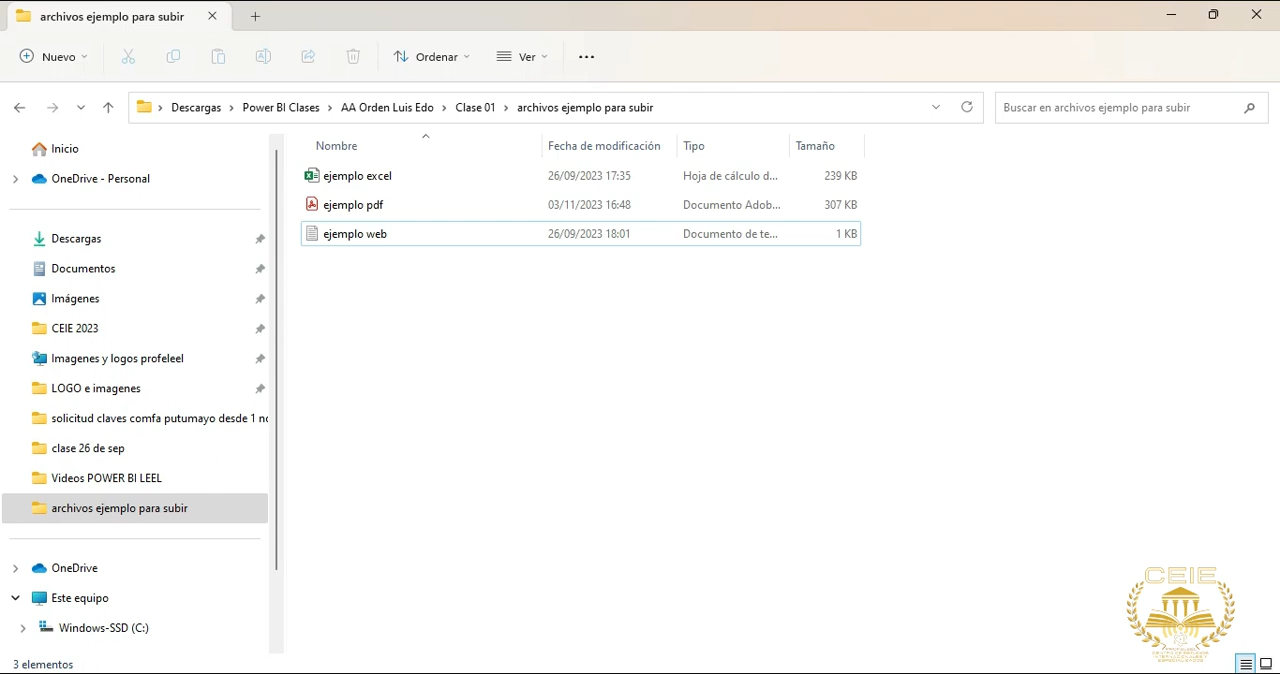 archivos ejemplo para subir
Nuevo
Ordenar
Ver
Descargas > Power BI Clases > AA Orden Luis Edo > Clase 01 > archivos ejemplo para subir
Buscar en archivos ejemplo para subir
Inicio
OneDrive - Personal
Descargas
Documentos
Imágenes
CEIE 2023
Imagenes y logos profeleel
LOGO e imagenes
solicitud claves comfa putumayo desde 1 no
clase 26 de sep
Videos POWER BI LEEL
archivos ejemplo para subir
OneDrive
Este equipo
Windows-SSD (C:)
Nombre Fecha de modificación Tipo Tamaño
ejemplo excel 26/09/2023 17:35 Hoja de cálculo d... 239 KB
ejemplo pdf 03/11/2023 16:48 Documento Adob... 307 KB
ejemplo web 26/09/2023 18:01 Documento de te... 1 KB
CEIE
3 elementos